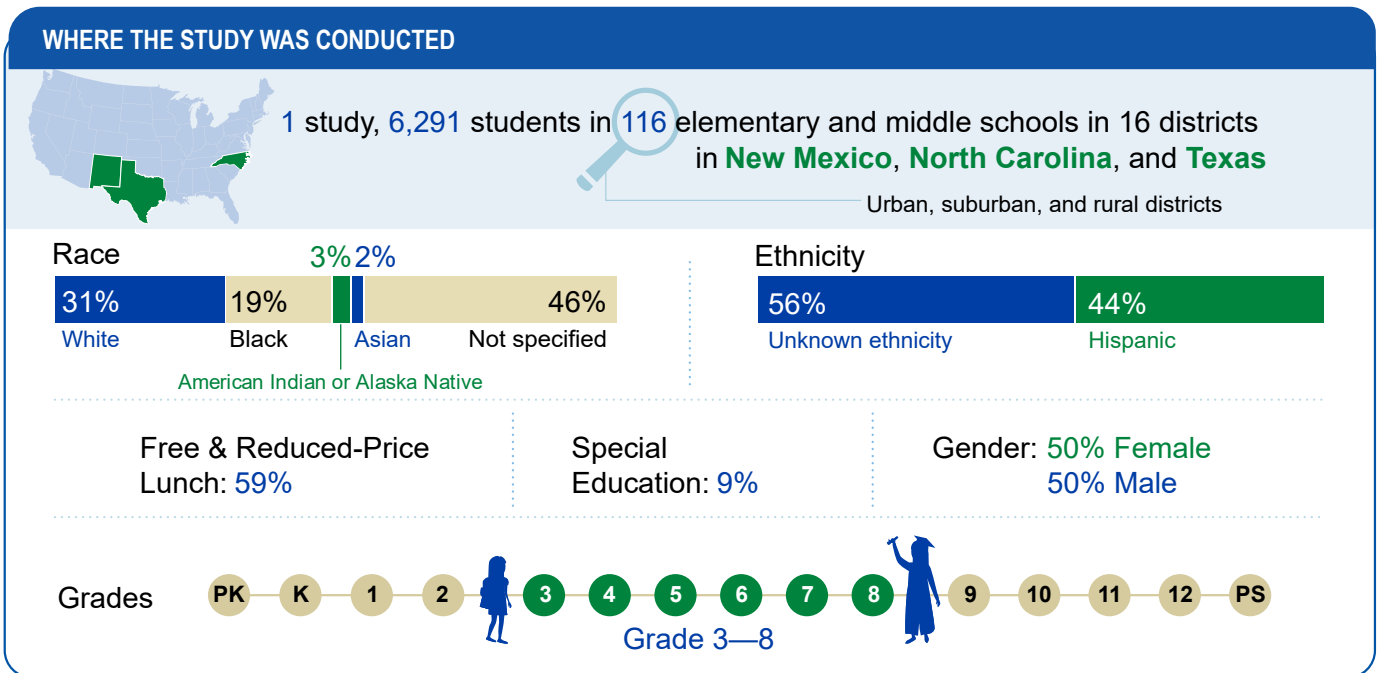 WHERE THE STUDY WAS CONDUCTED
1 study, 6,291 students in 116 elementary and middle schools in 16 districts
in New Mexico, North Carolina, and Texas
Urban, suburban, and rural districts
Race
3% 2%
31% 19% 46%
White Black Asian Not specified
American Indian or Alaska Native
Ethnicity
56% 44%
Unknown ethnicity Hispanic
Free & Reduced-Price
Lunch: 59%
Special
Education: 9%
Gender: 50% Female
50% Male
Grades PK K 1 2 3 4 5 6 7 8 9 10 11 12 PS
Grade 3—8